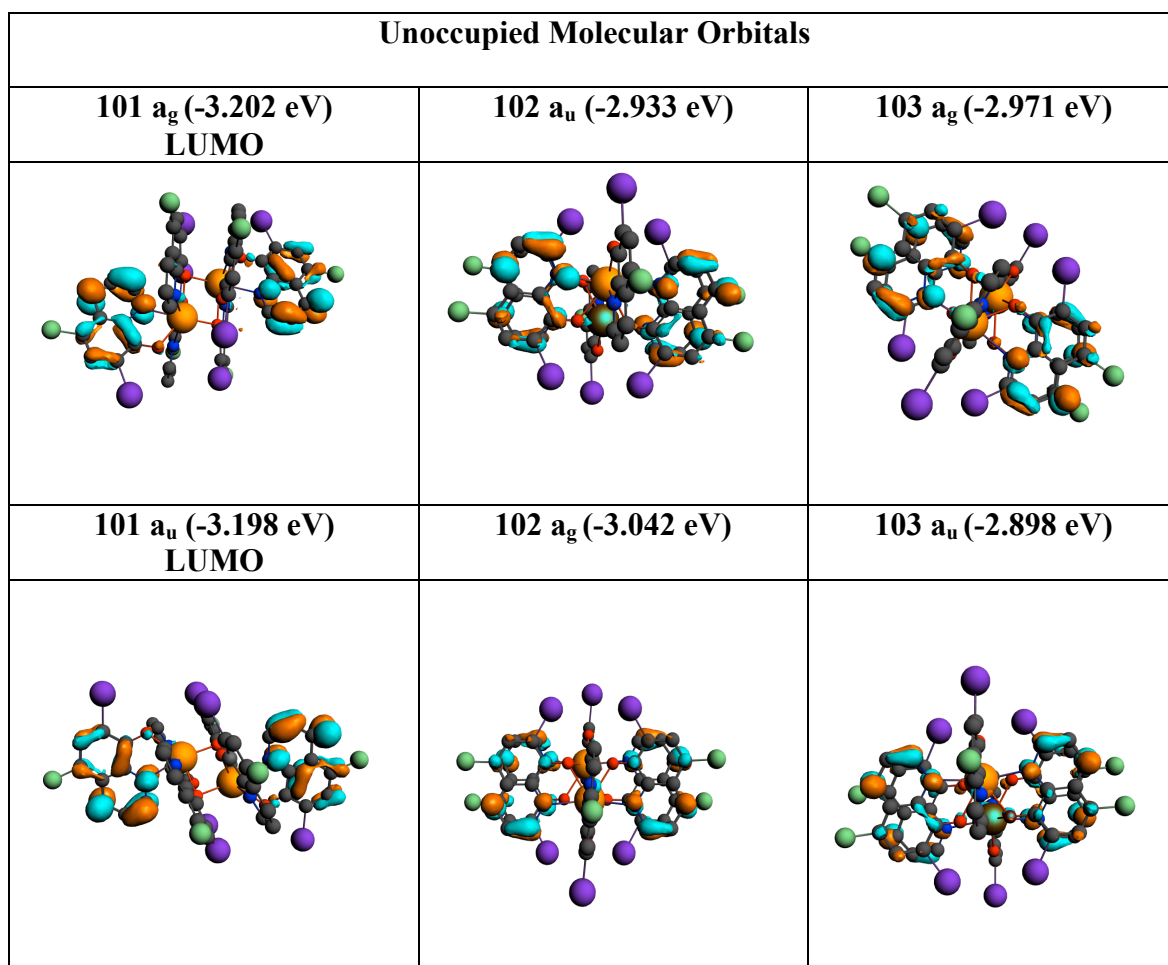 Unoccupied Molecular Orbitals
101 ag (-3.202 eV)
LUMO
102 au (-2.933 eV)
103 ag (-2.971 eV)
101 au (-3.198 eV)
LUMO
102 ag (-3.042 eV)
103 au (-2.898 eV)